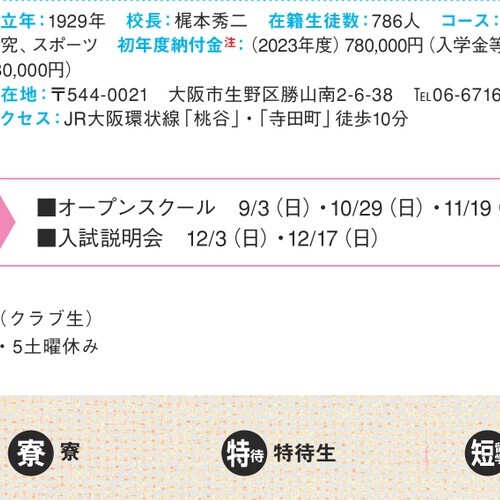 立年：1929年　校長：梶本秀二　在籍生徒数：786人　コース：
究、スポーツ　初年度納付金注：（2023年度）780,000円（入学金等
30,000円）
在地：〒544-0021　大阪市生野区勝山南2-6-38　℡06-6716
クセス：JR大阪環状線「桃谷」・「寺田町」徒歩10分
■オープンスクール　9/3（日）・10/29（日）・11/19（
■入試説明会　12/3（日）・12/17（日）
（クラブ生）
・5土曜休み
寮 寮　特待 特待生　短